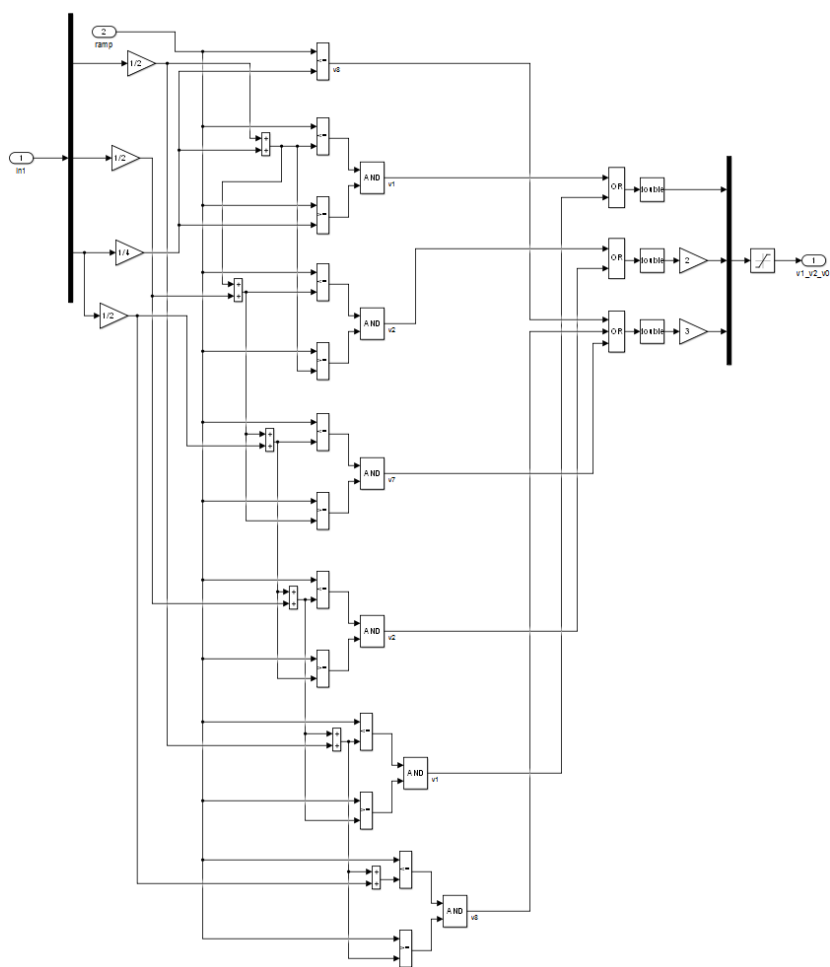 2
ramp
1/2
<=
v8
1
In1
1/2
+
+
<=
AND
v1
>=
OR
double
1/4
<=
+
+
AND
v2
>=
OR
double
2
1
v1_v2_v0
1/2
OR
double
3
<=
+
+
AND
v7
>=
<=
+
+
AND
v2
>=
<=
+
+
AND
v1
>=
<=
+
+
AND
v8
>=